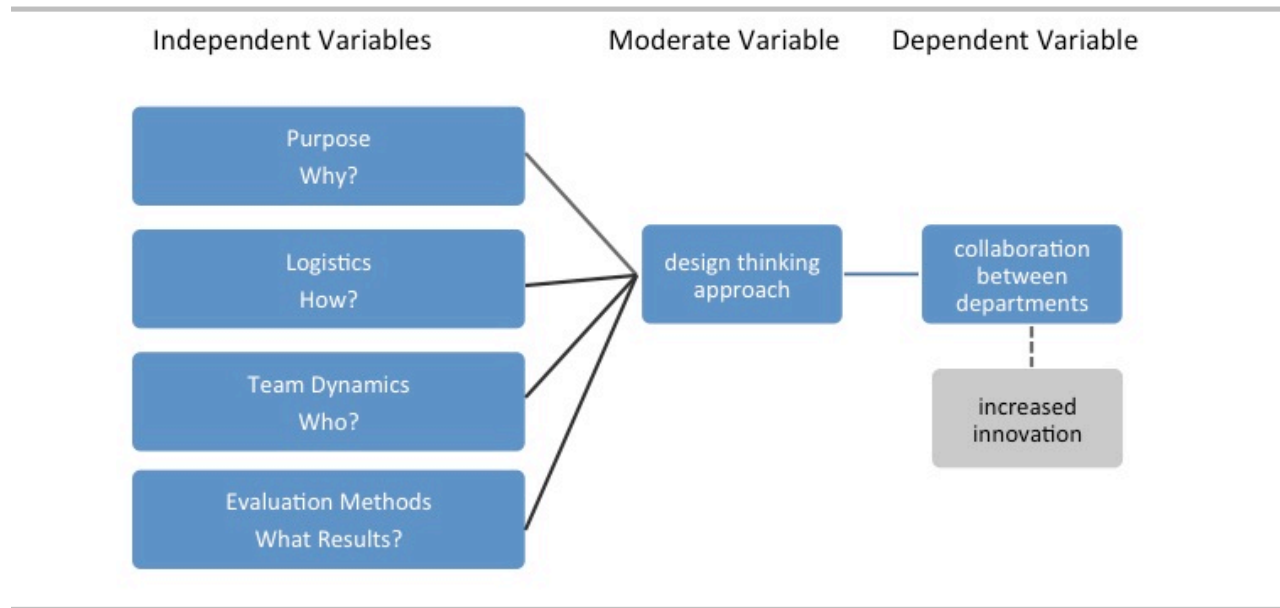 Independent Variables
Moderate Variable
Dependent Variable
Purpose
Why?
Logistics
How?
Team Dynamics
Who?
Evaluation Methods
What Results?
design thinking
approach
collaboration
between
departments
increased
innovation